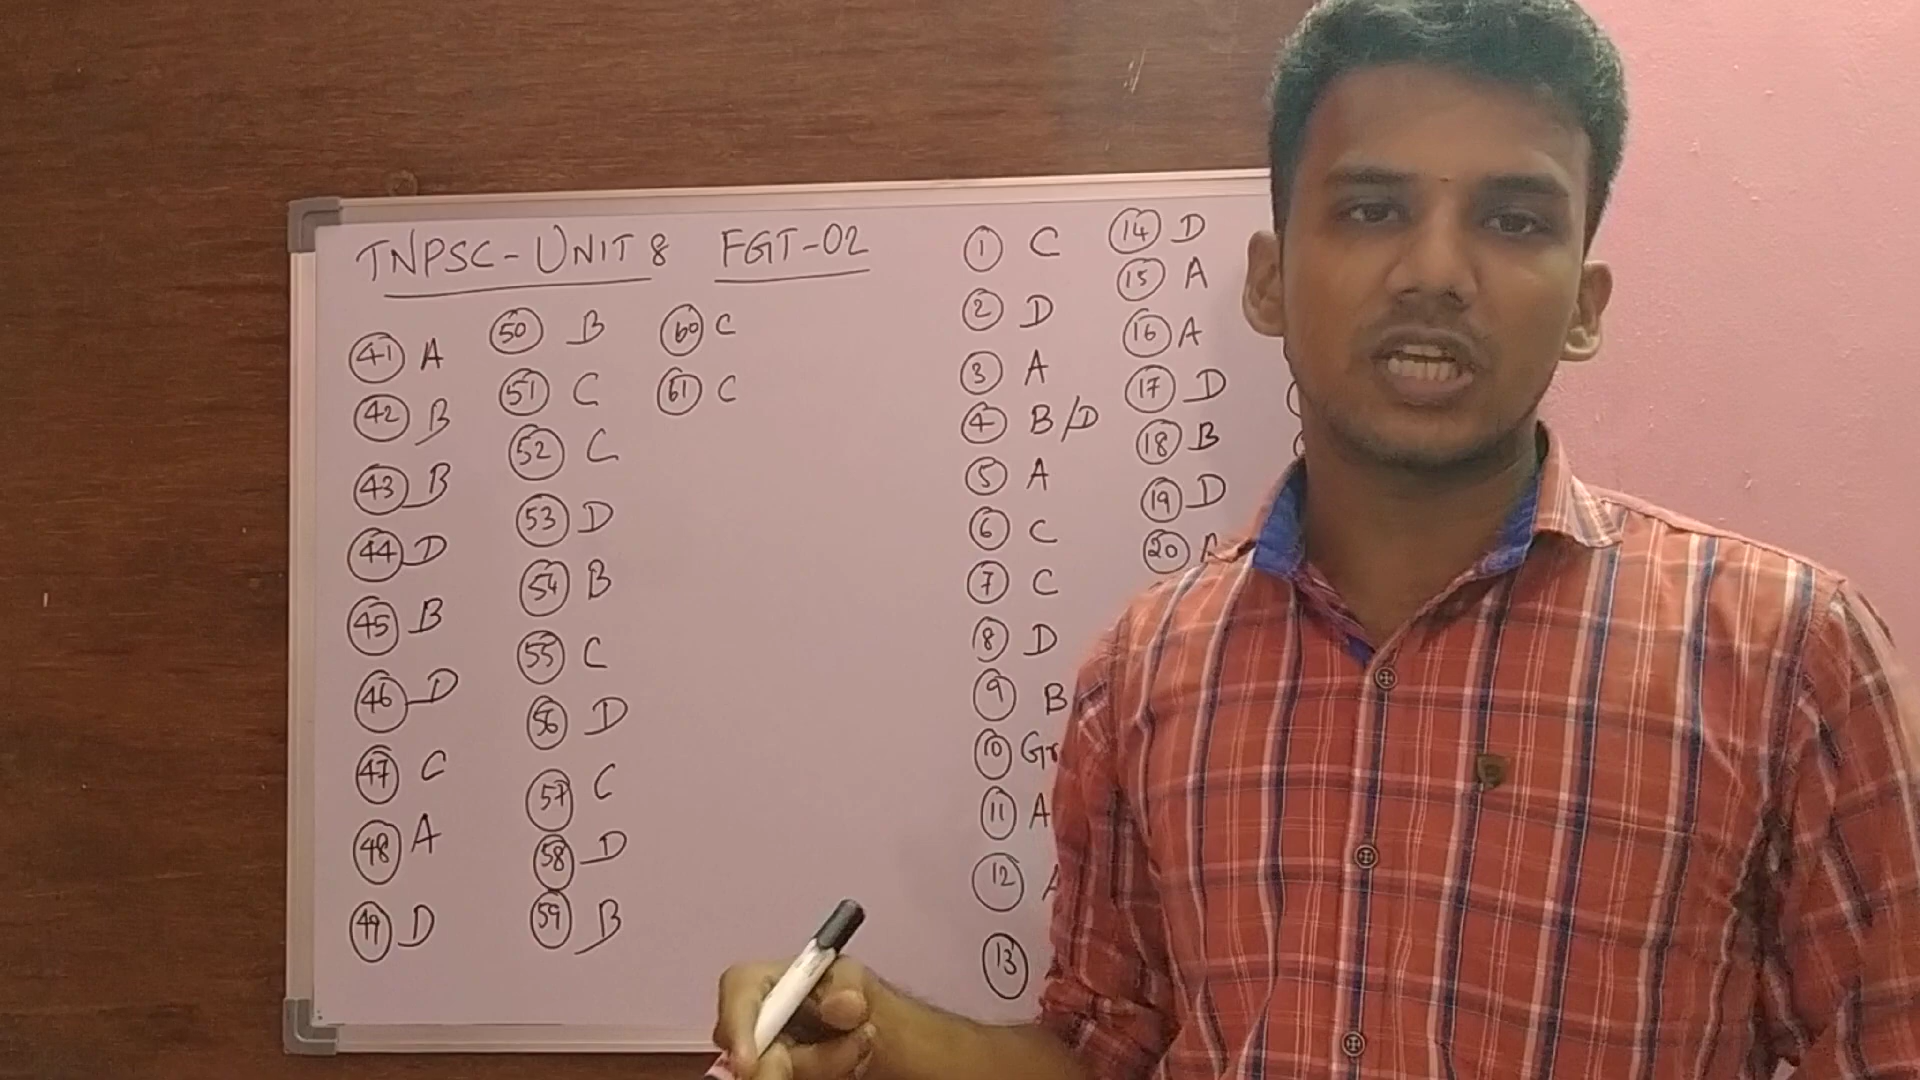 TNPSC - UNIT 8 FGT-02
41 A
42 B
43 B
44 D
45 B
46 D
47 C
48 A
49 D
50 B
51 C
52 C
53 D
54 B
55 C
56 D
57 C
58 D
59 B
60 C
61 C
1 C
2 D
3 A
4 B/D
5 A
6 C
7 C
8 D
9 B
10 Gr
11 A
12 A
13
14 D
15 A
16 A
17 D
18 B
19 D
20 A